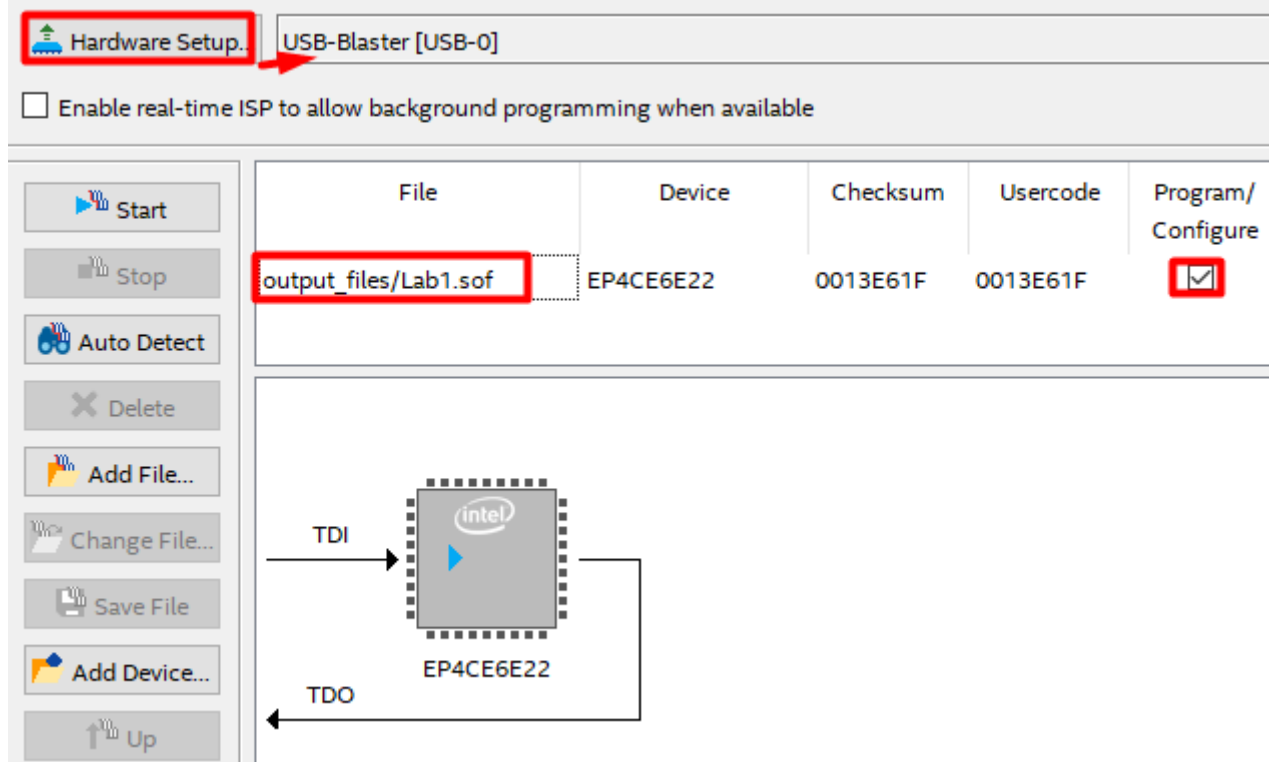 Hardware Setup... USB-Blaster [USB-0]
Enable real-time ISP to allow background programming when available
Start
Stop
Auto Detect
Delete
Add File...
Change File...
Save File
Add Device...
Up
File Device Checksum Usercode Program/
Configure
output_files/Lab1.sof EP4CE6E22 0013E61F 0013E61F
intel
TDI
EP4CE6E22
TDO